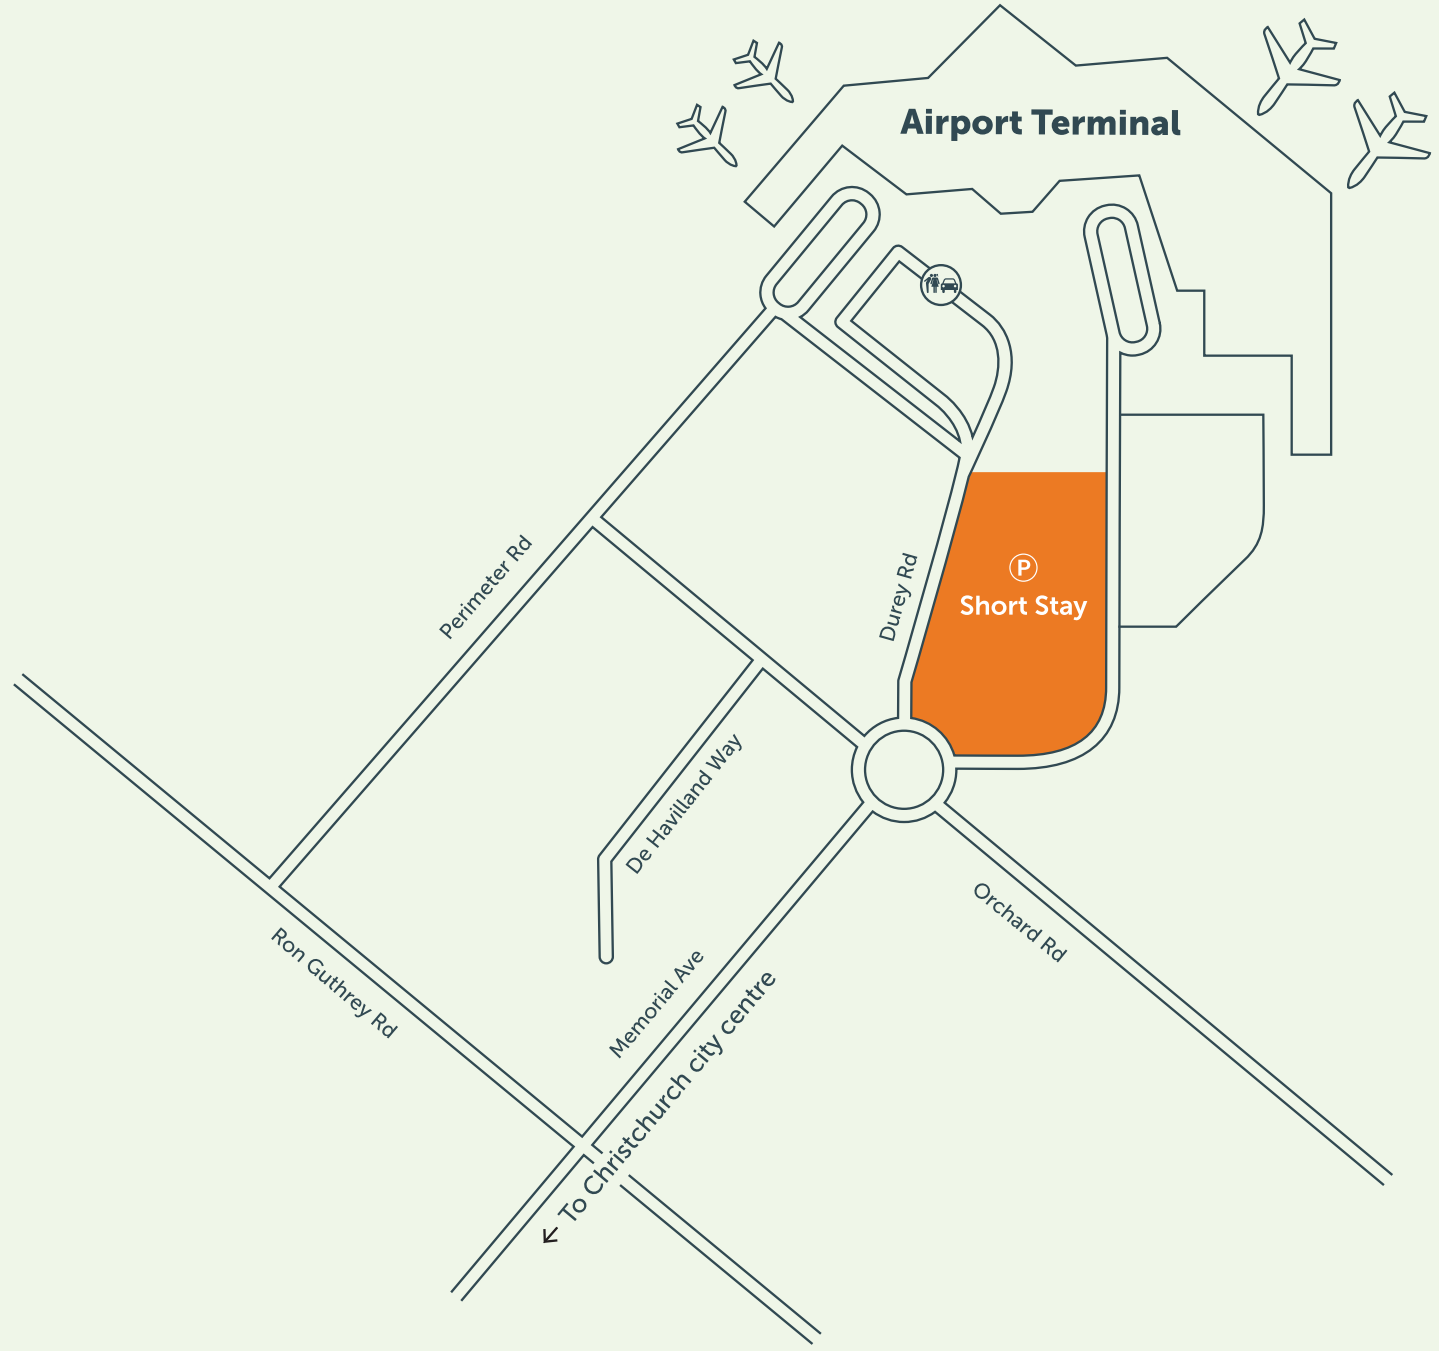 Airport Terminal
Perimeter Rd
Durey Rd
P
Short Stay
De Havilland Way
Ron Guthrey Rd
Memorial Ave
To Christchurch city centre
Orchard Rd